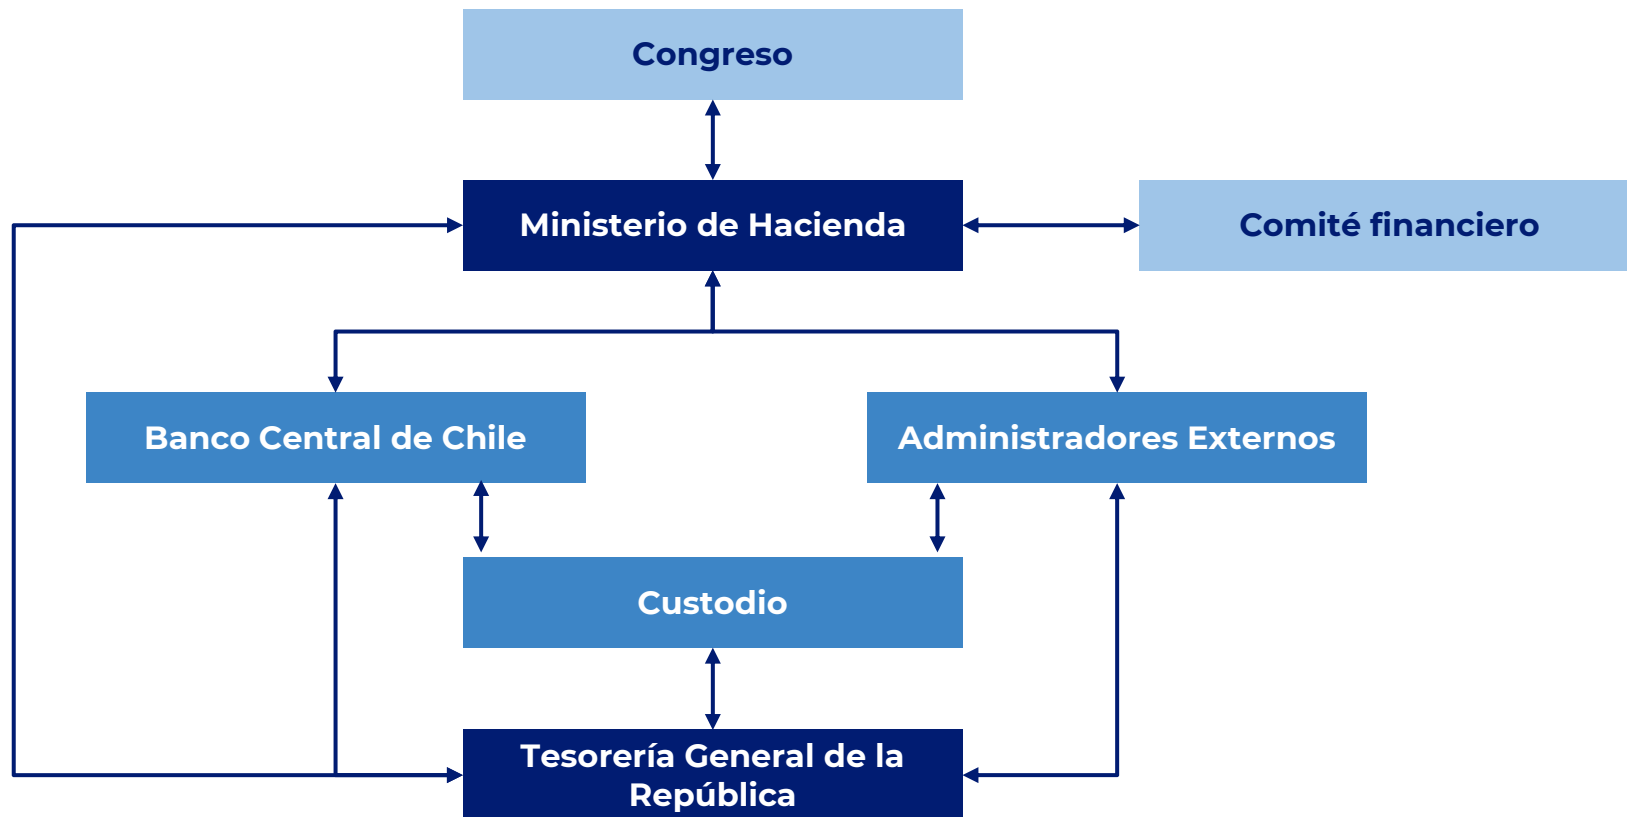 Congreso
Ministerio de Hacienda
Comité financiero
Banco Central de Chile
Administradores Externos
Custodio
Tesorería General de la
República